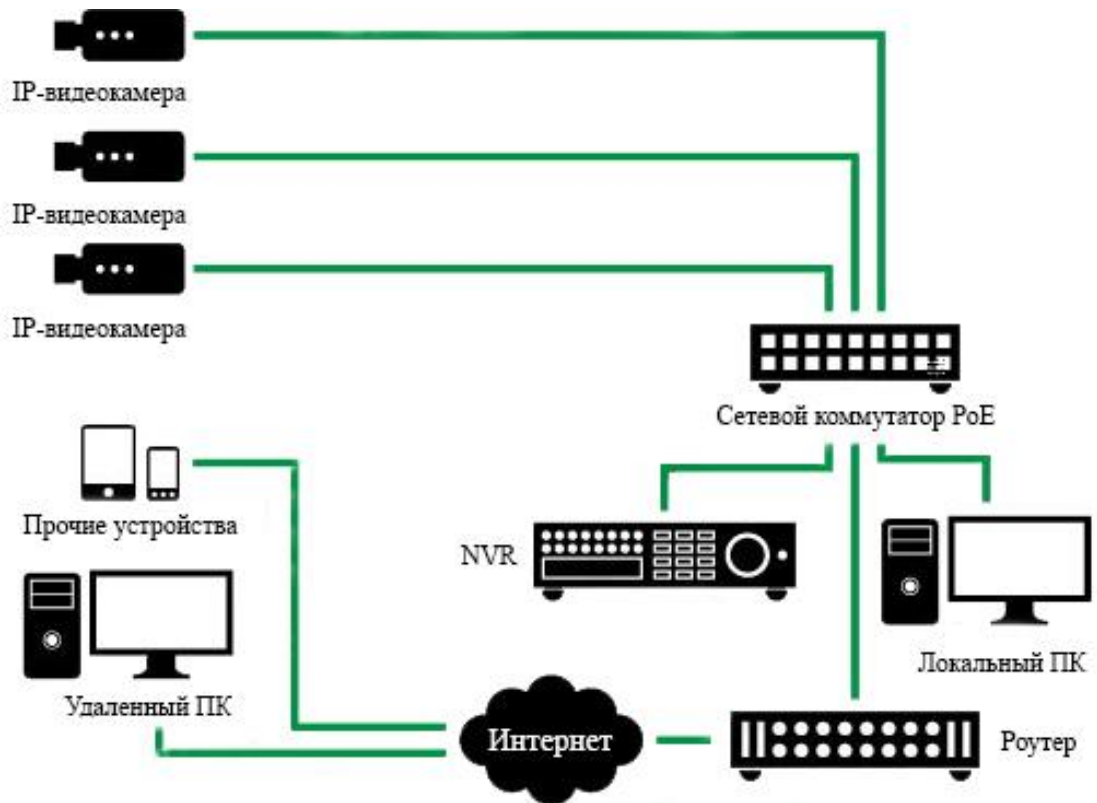 IP-видеокамера
IP-видеокамера
IP-видеокамера
Сетевой коммутатор PoE
Прочие устройства
NVR
Локальный ПК
Удаленный ПК
Интернет
Роутер